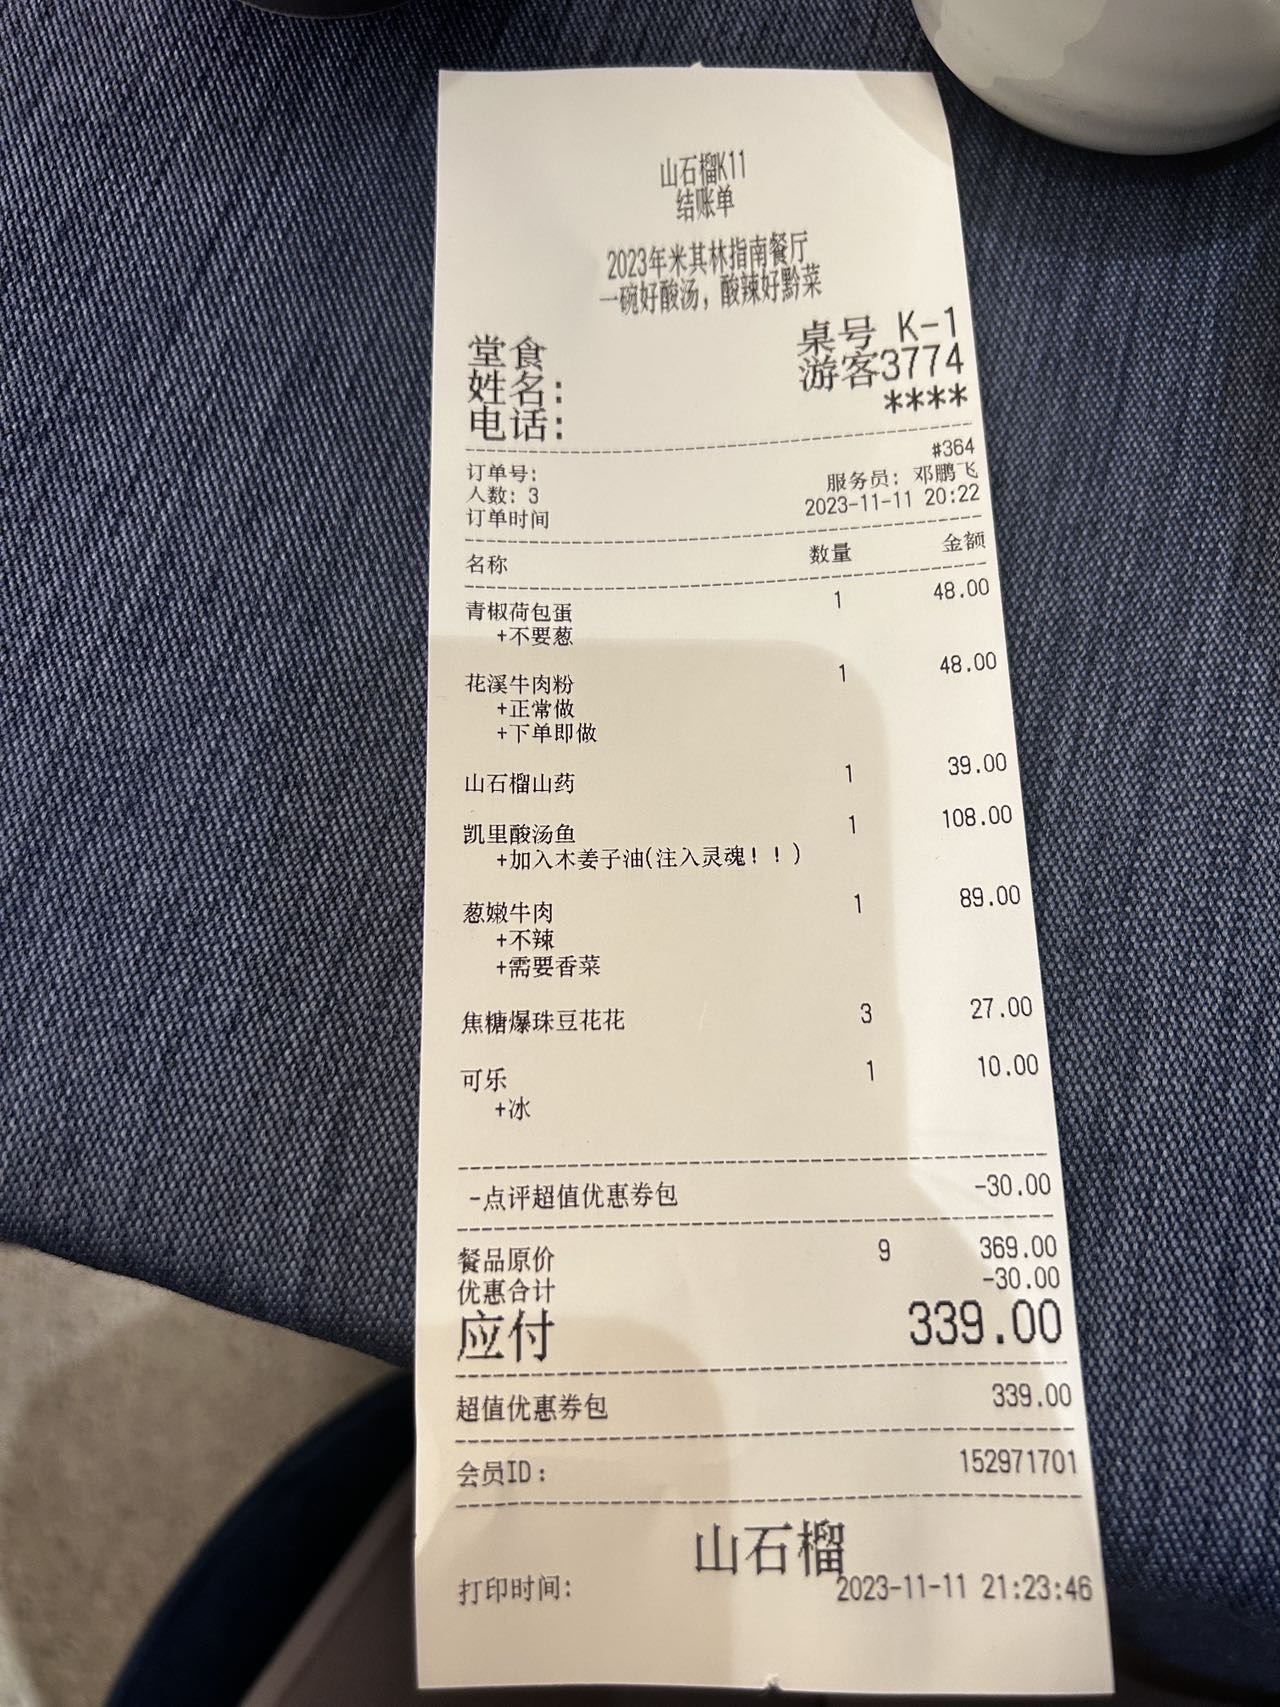 山石榴K11
结账单
2023年米其林指南餐厅
一碗好酸汤，酸辣好黔菜
堂食 桌号 K-1
姓名： 游客3774
电话： ****
订单号: #364
人数: 3 服务员: 邓鹏飞
订单时间 2023-11-11 20:22
名称 数量 金额
青椒荷包蛋 1 48.00
+不要葱
花溪牛肉粉 1 48.00
+正常做
+下单即做
山石榴山药 1 39.00
凯里酸汤鱼 1 108.00
+加入木姜子油(注入灵魂！！)
葱嫩牛肉 1 89.00
+不辣
+需要香菜
焦糖爆珠豆花花 3 27.00
可乐 1 10.00
+冰
-点评超值优惠券包 -30.00
餐品原价 9 369.00
优惠合计 -30.00
应付 339.00
超值优惠券包 339.00
会员ID: 152971701
山石榴
打印时间: 2023-11-11 21:23:46